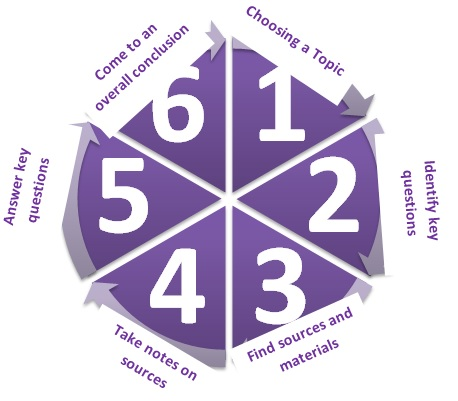 Choosing a Topic
1
Identify key
questions
2
Find sources and
materials
3
Take notes on
sources
4
Answer key
questions
5
Come to an
overall conclusion
6